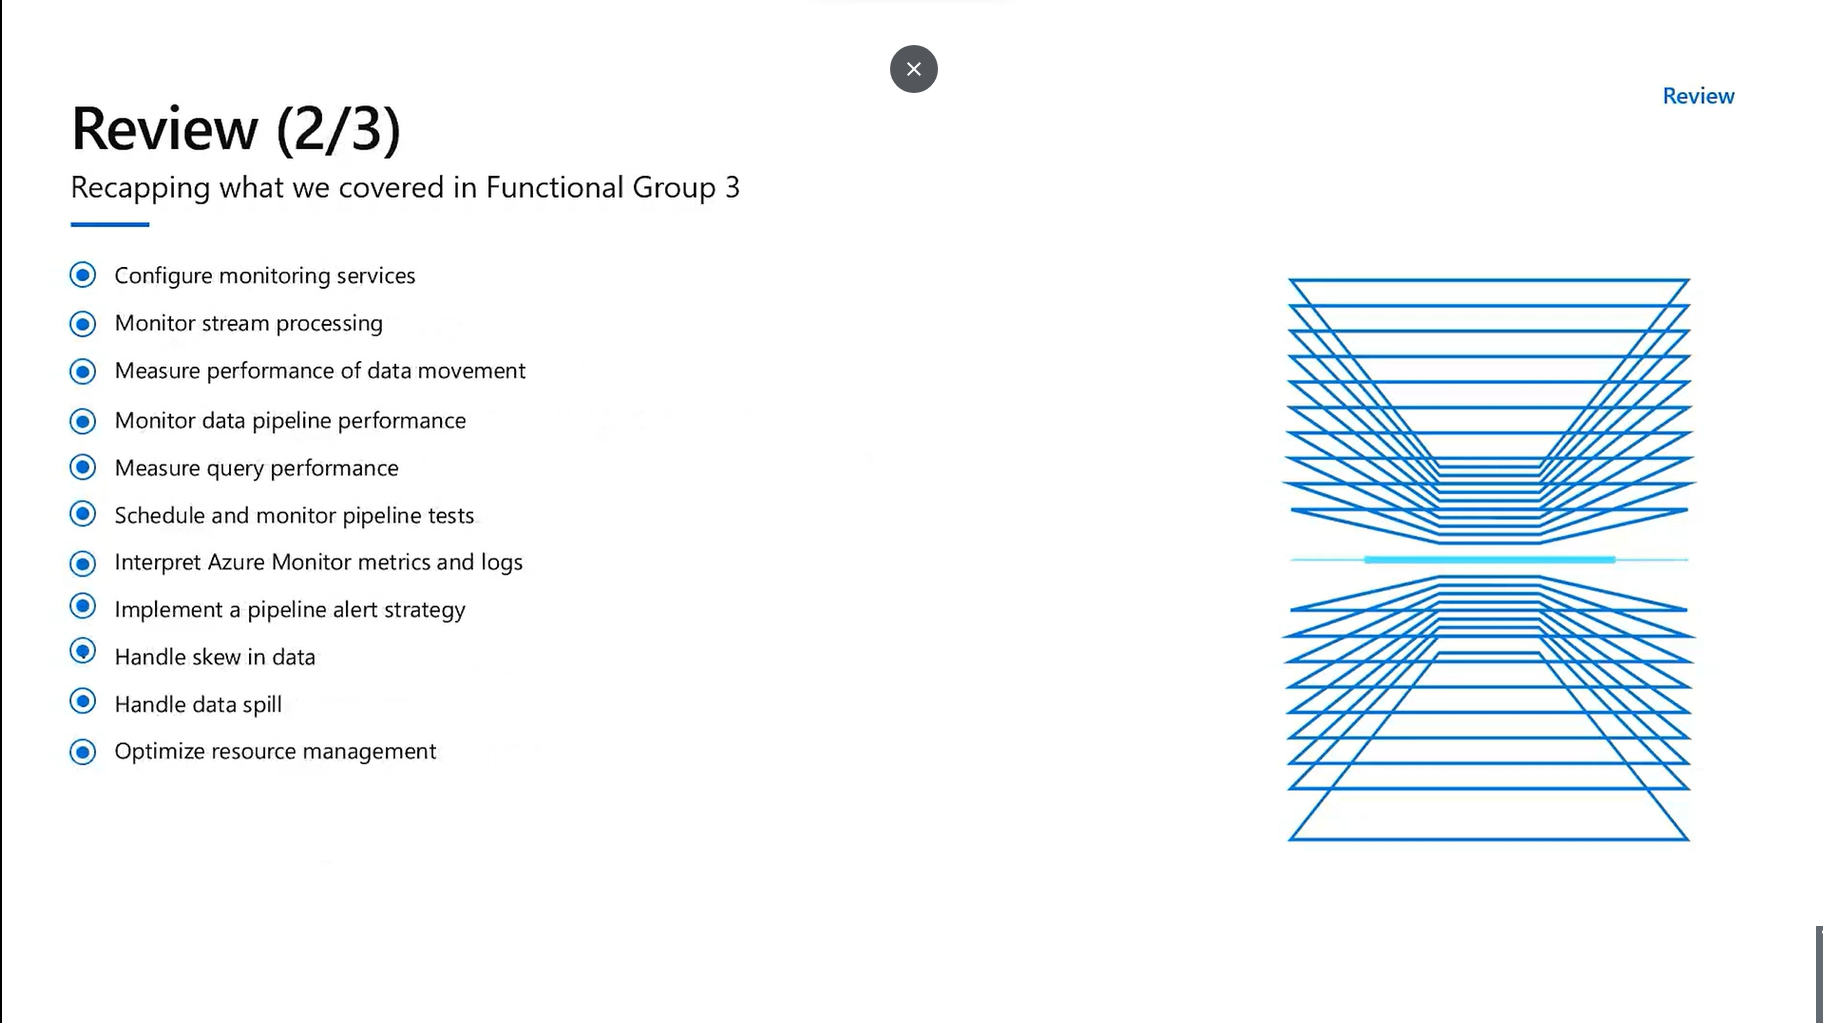 Review
Review (2/3)
Recapping what we covered in Functional Group 3
Configure monitoring services
Monitor stream processing
Measure performance of data movement
Monitor data pipeline performance
Measure query performance
Schedule and monitor pipeline tests
Interpret Azure Monitor metrics and logs
Implement a pipeline alert strategy
Handle skew in data
Handle data spill
Optimize resource management